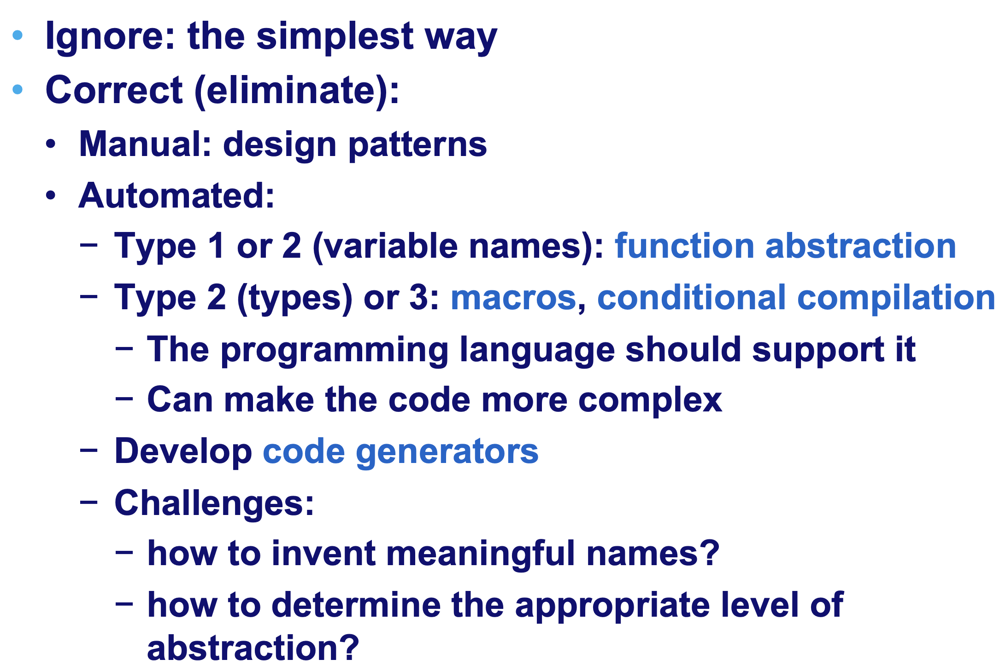 • Ignore: the simplest way
• Correct (eliminate):
• Manual: design patterns
• Automated:
– Type 1 or 2 (variable names): function abstraction
– Type 2 (types) or 3: macros, conditional compilation
– The programming language should support it
– Can make the code more complex
– Develop code generators
– Challenges:
– how to invent meaningful names?
– how to determine the appropriate level of
abstraction?